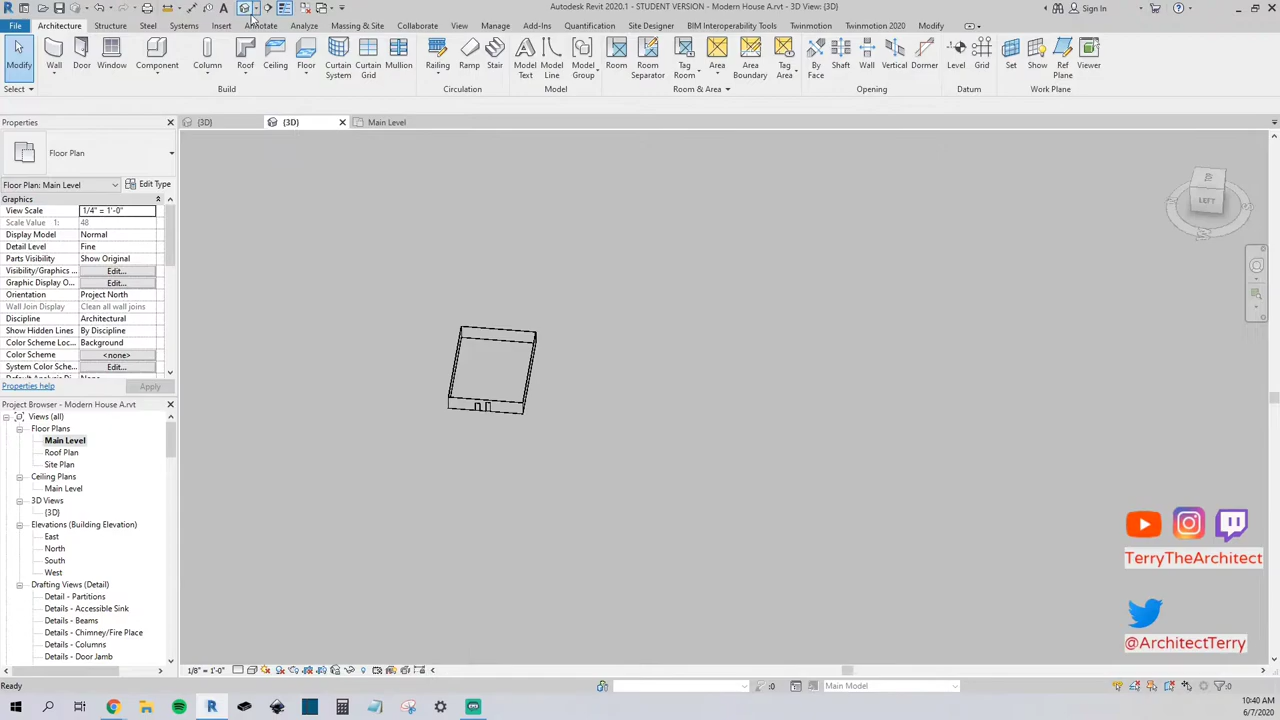 Autodesk Revit 2020.1 - STUDENT VERSION - Modern House A.rvt - 3D View: {3D}
Sign In
File Architecture Structure Steel Systems Insert Annotate Analyze Massing & Site Collaborate View Manage Add-Ins Quantification Site Designer BIM Interoperability Tools Twinmotion Twinmotion 2020 Modify
Modify Wall Door Window Component Column Roof Ceiling Floor Curtain System Curtain Grid Mullion Railing Ramp Stair Model Text Model Line Model Group Room Room Separator Tag Room Area Area Boundary Tag Area By Face Shaft Wall Vertical Dormer Level Grid Set Show Ref Plane Viewer
Select Build Circulation Model Room & Area Opening Datum Work Plane
Properties
{3D} {3D} Main Level
Floor Plan
Floor Plan: Main Level Edit Type
Graphics
View Scale 1/4" = 1'-0"
Scale Value 1: 48
Display Model Normal
Detail Level Fine
Parts Visibility Show Original
Visibility/Graphics ... Edit...
Graphic Display O... Edit...
Orientation Project North
Wall Join Display Clean all wall joins
Discipline Architectural
Show Hidden Lines By Discipline
Color Scheme Loc... Background
Color Scheme <none>
System Color Sche... Edit...
Properties help Apply
Project Browser - Modern House A.rvt
Views (all)
Floor Plans
Main Level
Roof Plan
Site Plan
Ceiling Plans
Main Level
3D Views
{3D}
Elevations (Building Elevation)
East
North
South
West
Drafting Views (Detail)
Detail - Partitions
Details - Accessible Sink
Details - Beams
Details - Chimney/Fire Place
Details - Columns
Details - Door Jamb
LEFT
TerryTheArchitect
@ArchitectTerry
1/8" = 1'-0"
Ready
:0
Main Model
:0
10:40 AM
6/7/2020